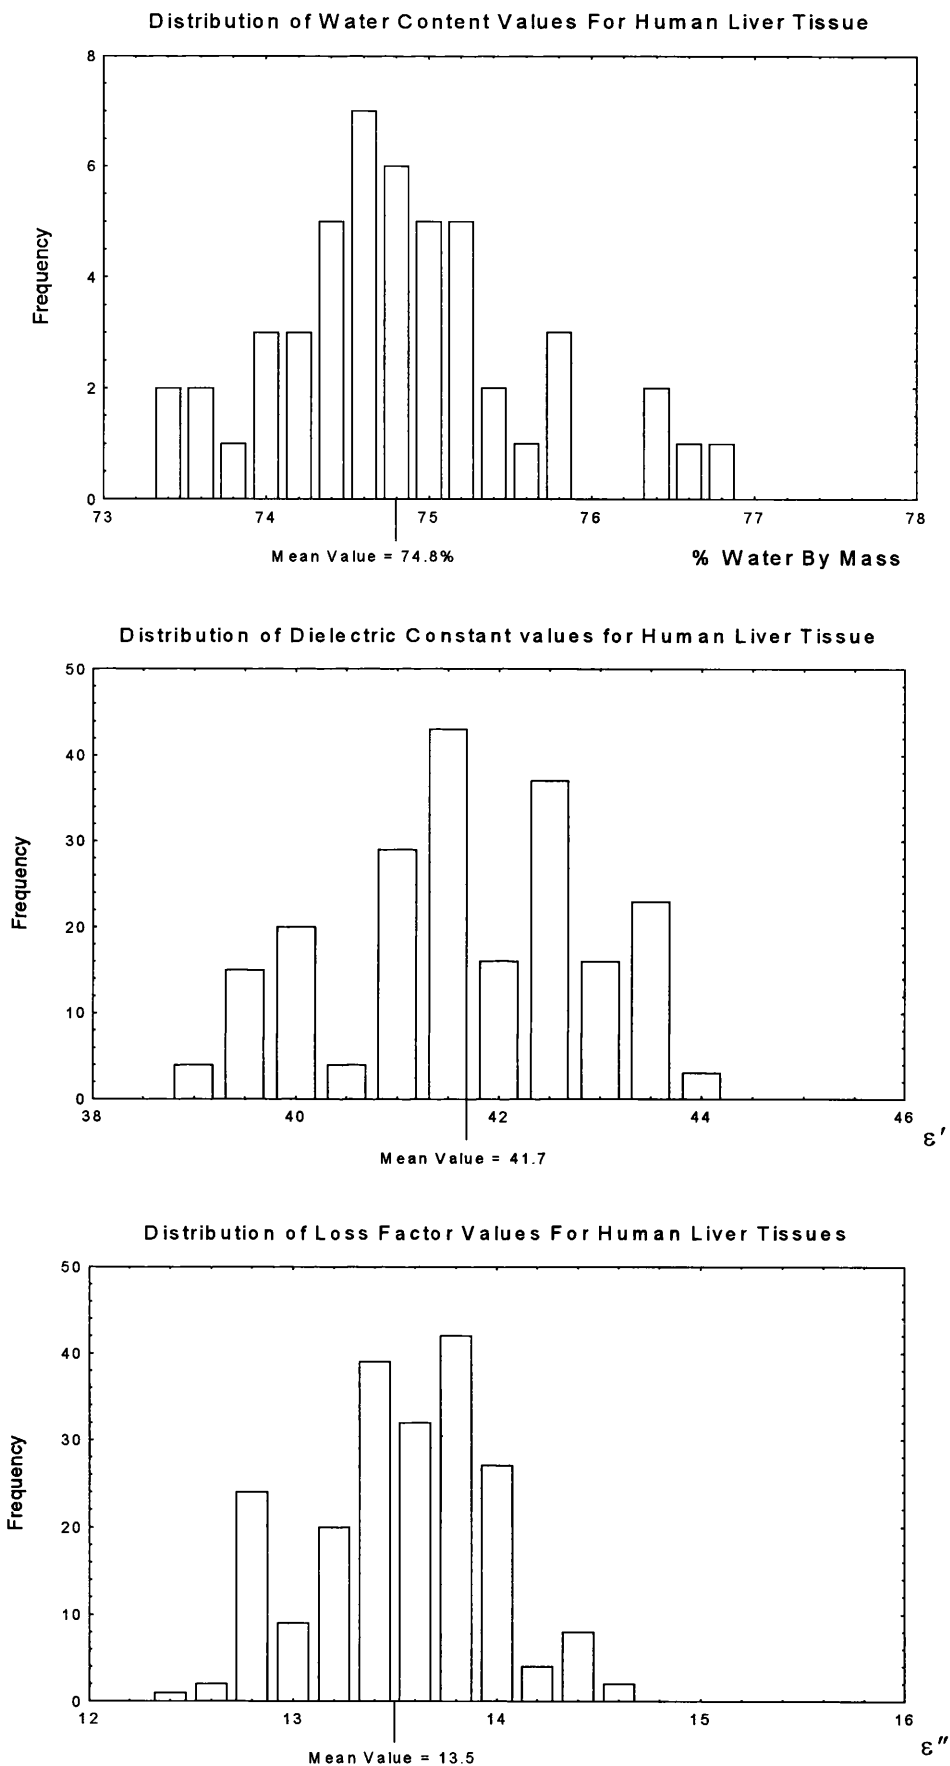 Distribution of Water Content Values For Human Liver Tissue
8
6
4
2
0
Frequency
73 74 75 76 77 78
Mean Value = 74.8%
% Water By Mass
Distribution of Dielectric Constant values for Human Liver Tissue
50
40
30
20
10
0
Frequency
38 40 42 44 46
ε′
Mean Value = 41.7
Distribution of Loss Factor Values For Human Liver Tissues
50
40
30
20
10
0
Frequency
12 13 14 15 16
ε″
Mean Value = 13.5